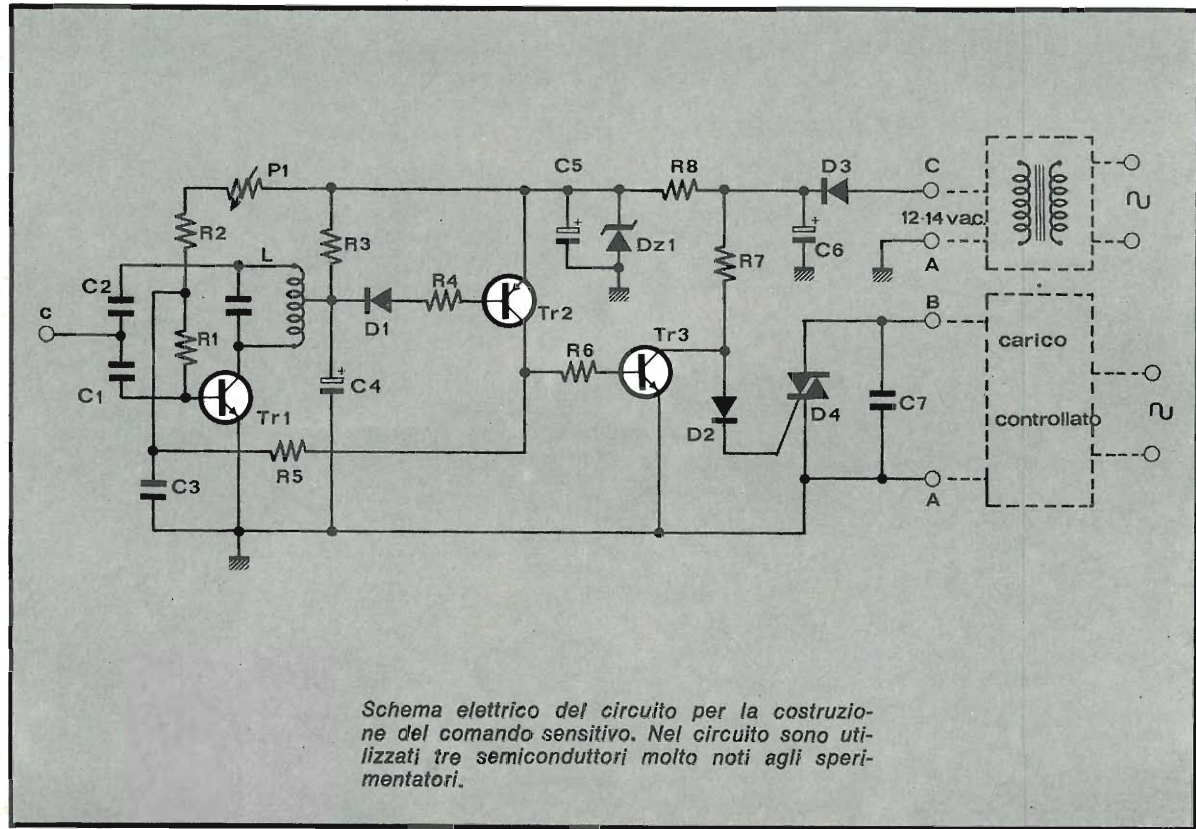 P1
C5
R8
D3
C
R2
R3
12-14 vac.
L
Dz1
C6
R7
A
C2
R4
B
c
D1
Tr2
Tr3
carico
R1
R6
C1
C4
D4
C7
Tr1
D2
controllato
R5
C3
A
Schema elettrico del circuito per la costruzio-
ne del comando sensitivo. Nel circuito sono uti-
lizzati tre semiconduttori molto noti agli speri-
mentatori.